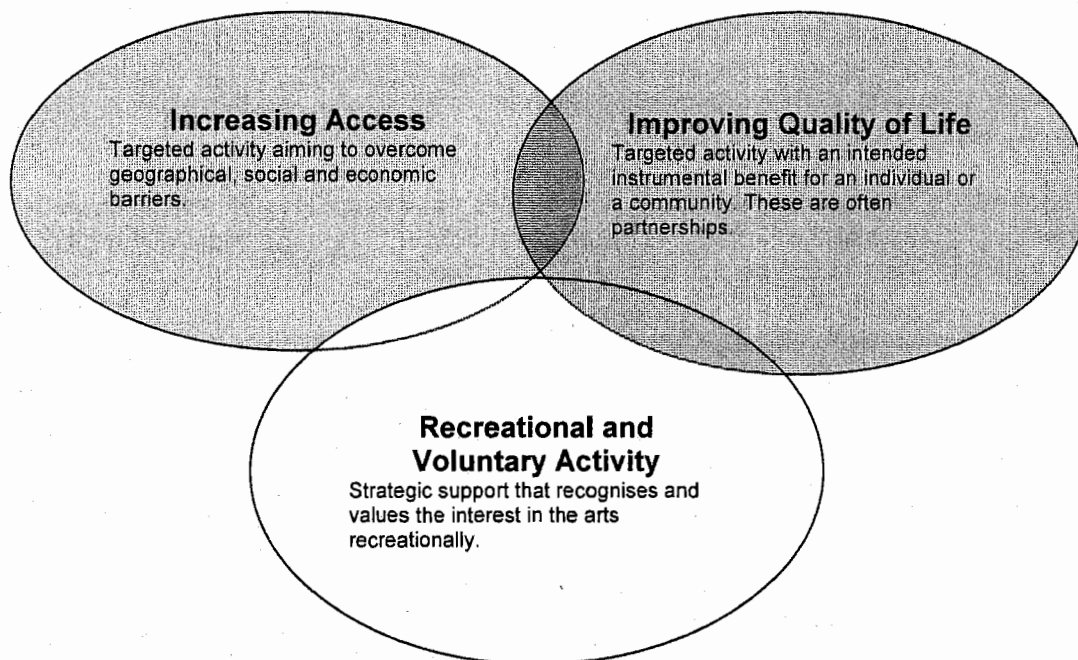 Increasing Access
Targeted activity aiming to overcome
geographical, social and economic
barriers.
Improving Quality of Life
Targeted activity with an intended
instrumental benefit for an individual or
a community. These are often
partnerships.
Recreational and
Voluntary Activity
Strategic support that recognises and
values the interest in the arts
recreationally.